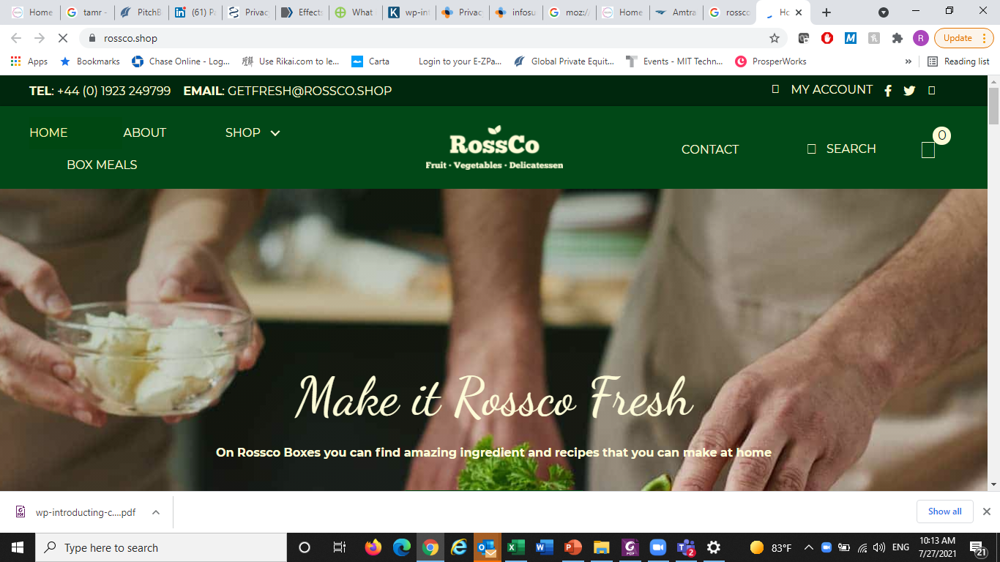 Home
tamr -
PitchB
(61) Pa
Privac
Effects
What
wp-int
Privac
infosu
moz://
Home
Amtra
rossco
Hc
rossco.shop
R
Update
Apps
Bookmarks
Chase Online - Log...
Use Rikai.com to le...
Carta
Login to your E-ZPa...
Global Private Equit...
Events - MIT Techn...
ProsperWorks
»
Reading list
TEL: +44 (0) 1923 249799 EMAIL: GETFRESH@ROSSCO.SHOP
MY ACCOUNT
HOME
ABOUT
SHOP
BOX MEALS
RossCo
Fruit · Vegetables · Delicatessen
CONTACT
SEARCH
0
Make it Rossco Fresh
On Rossco Boxes you can find amazing ingredient and recipes that you can make at home
wp-introducting-c....pdf
Show all
Type here to search
83°F
ENG
10:13 AM
7/27/2021
2
21